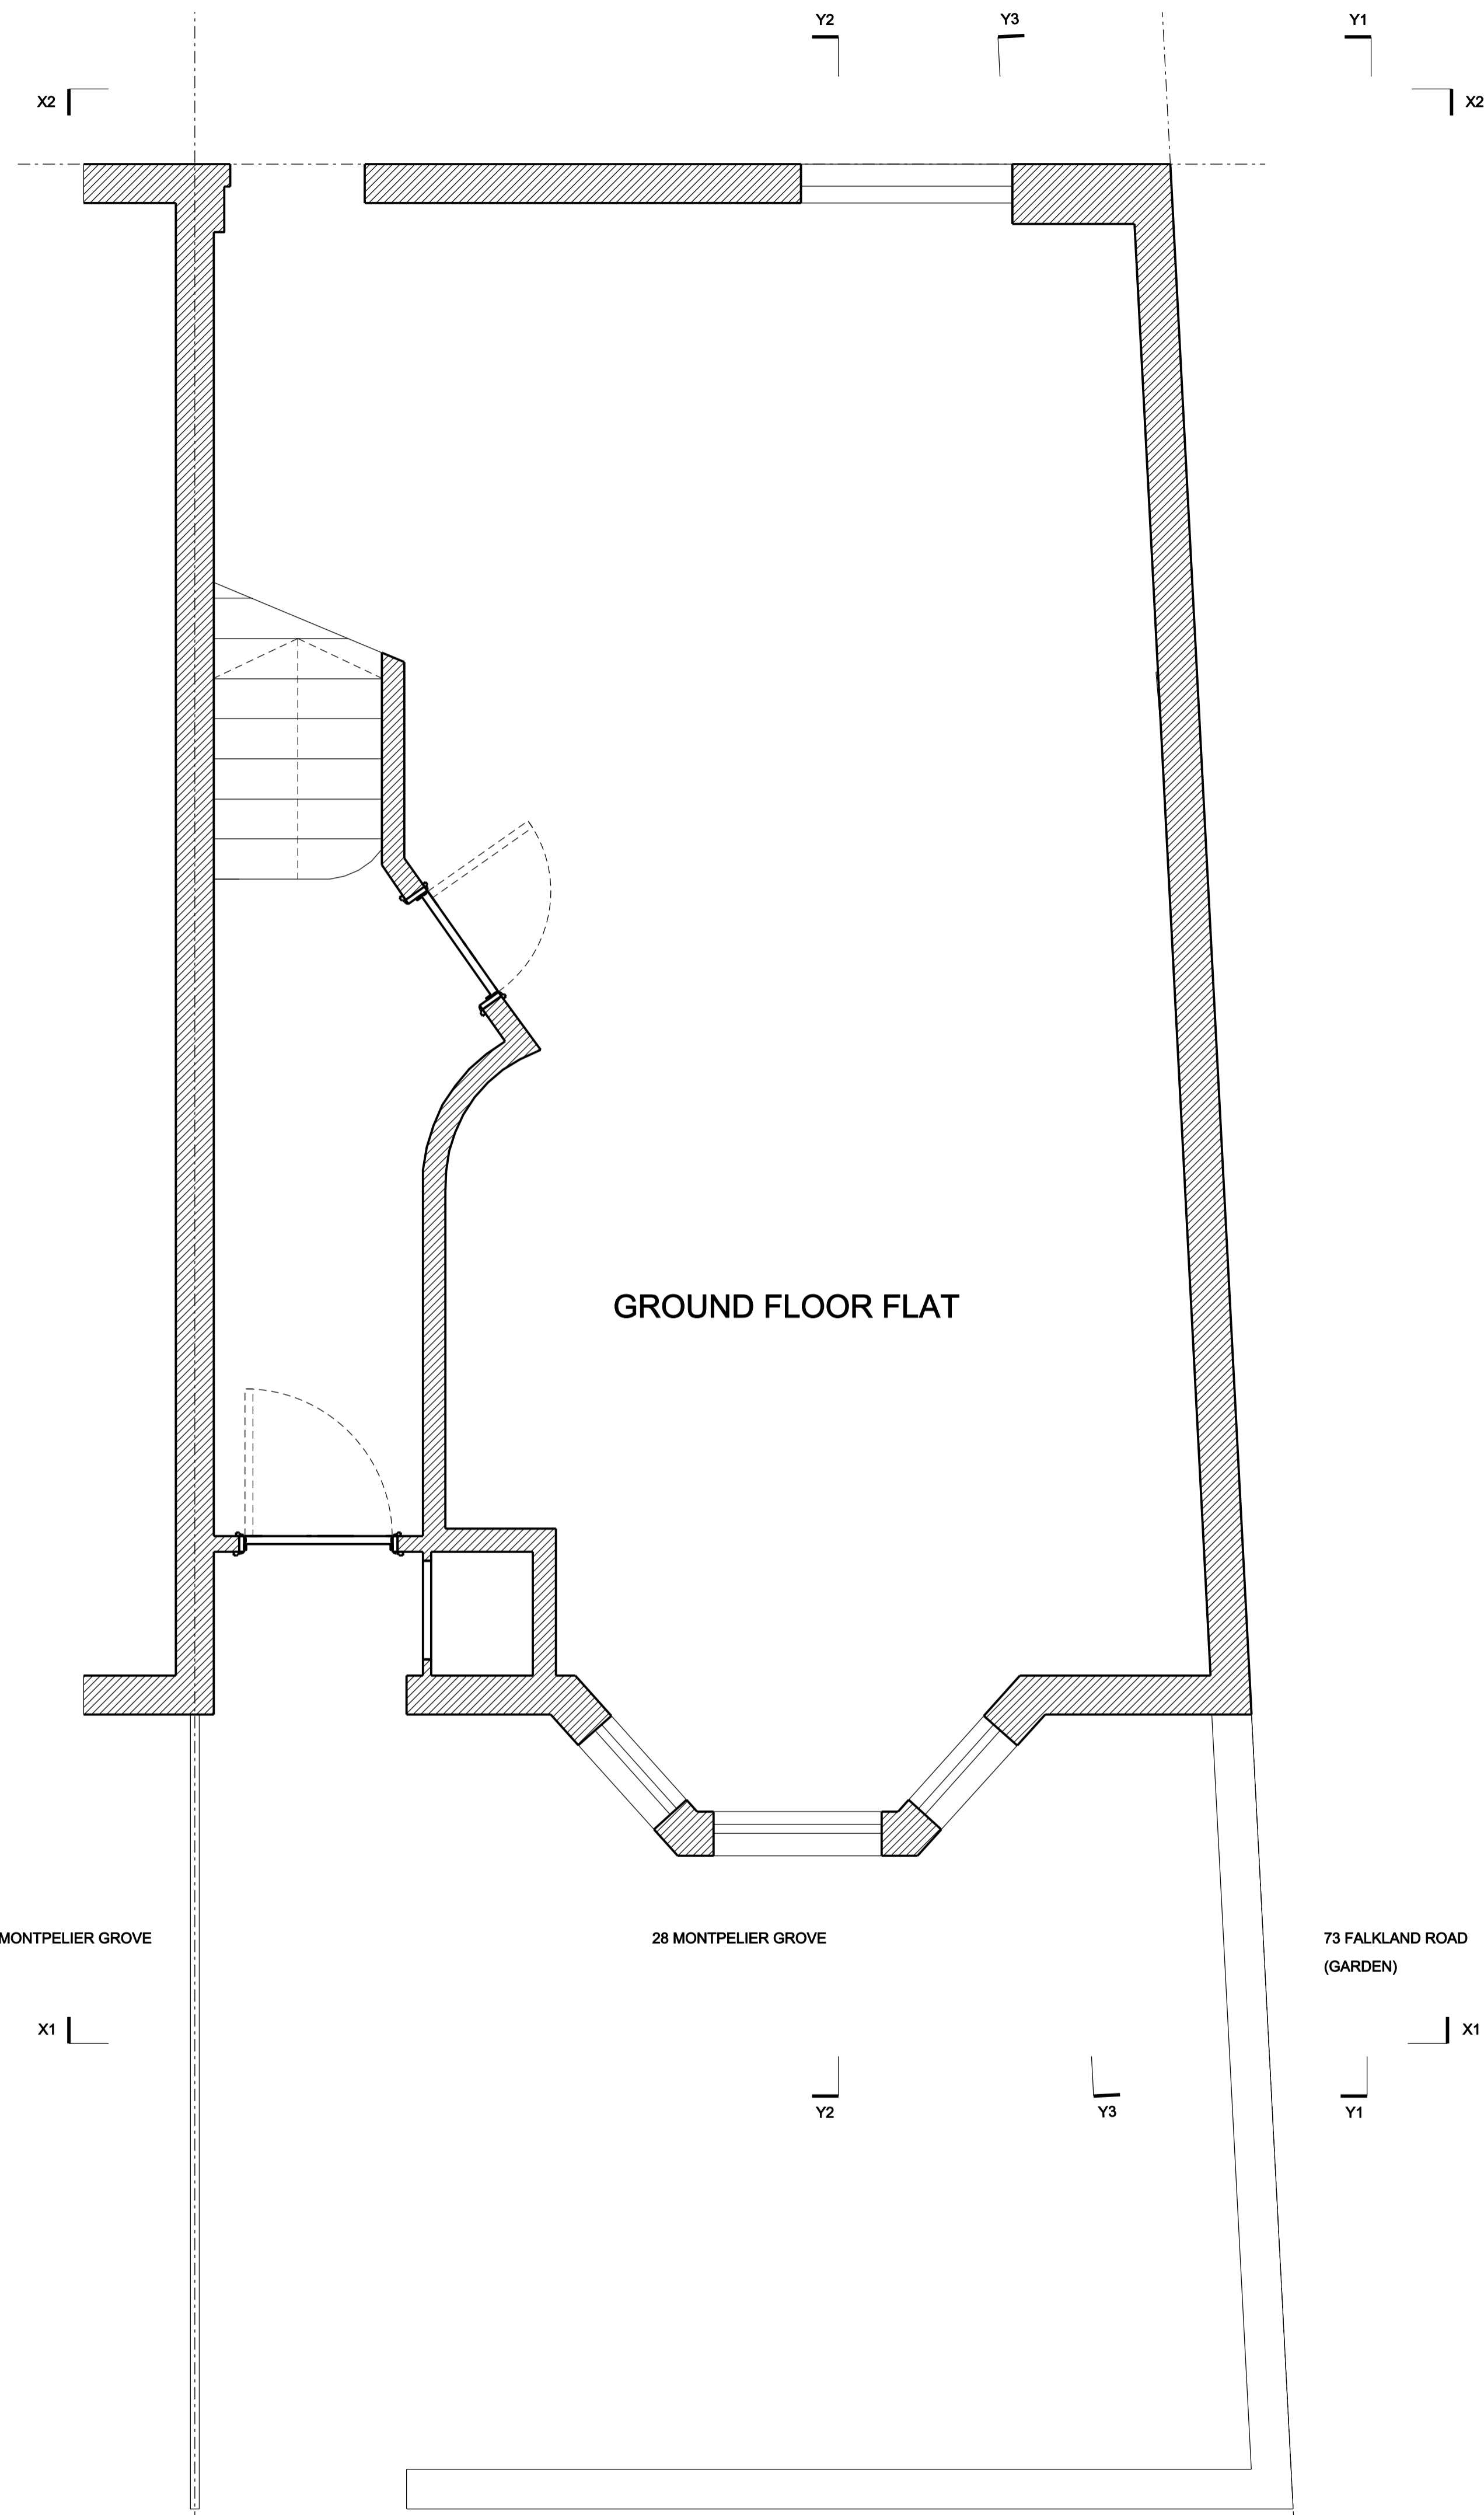 Y2
Y3
Y1
X2
X2
GROUND FLOOR FLAT
MONTPELIER GROVE
28 MONTPELIER GROVE
73 FALKLAND ROAD
(GARDEN)
X1
X1
Y2
Y3
Y1